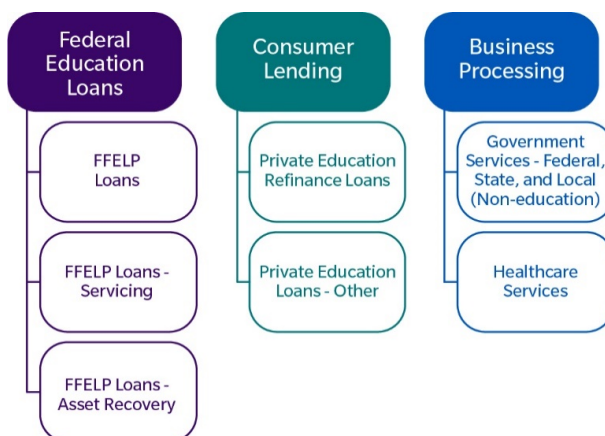 Federal
Education
Loans
FFELP
Loans
FFELP Loans -
Servicing
FFELP Loans -
Asset Recovery
Consumer
Lending
Private Education
Refinance Loans
Private Education
Loans - Other
Business
Processing
Government
Services - Federal,
State, and Local
(Non-education)
Healthcare
Services